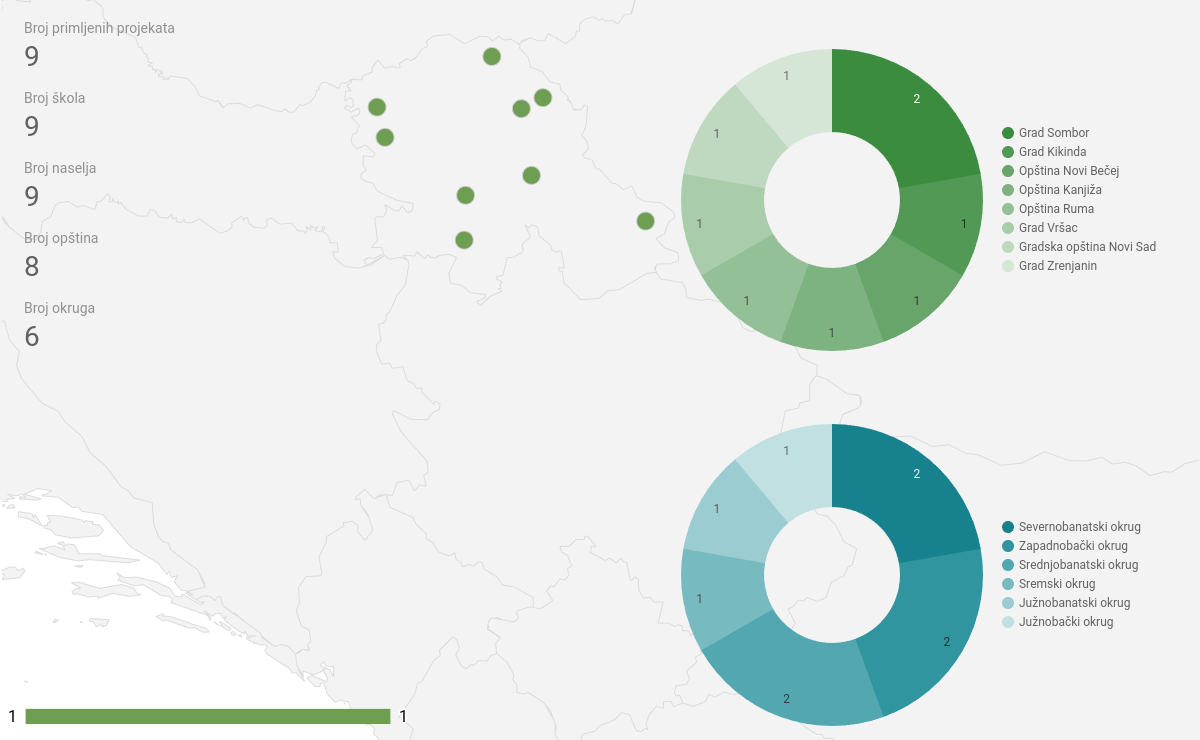 Broj primljenih projekata
9
Broj škola
9
Broj naselja
9
Broj opština
8
Broj okruga
6
1
1
2
1
1
1
1
1
1
1
Grad Sombor
Grad Kikinda
Opština Novi Bečej
Opština Kanjiža
Opština Ruma
Grad Vršac
Gradska opština Novi Sad
Grad Zrenjanin
2
2
2
1
1
1
Severnobanatski okrug
Zapadnobački okrug
Srednjobanatski okrug
Sremski okrug
Južnobanatski okrug
Južnobački okrug